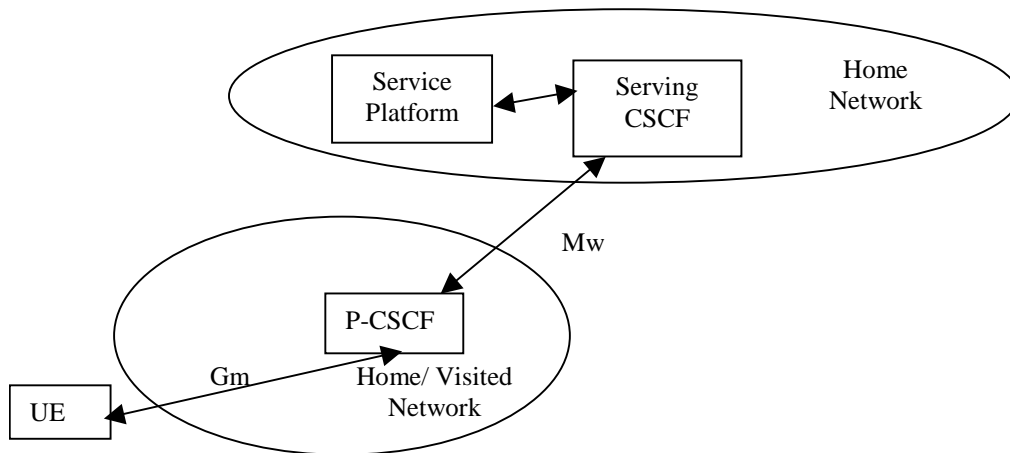 Service
Platform
Serving
CSCF
Home
Network
Mw
P-CSCF
Gm
Home/ Visited
Network
UE